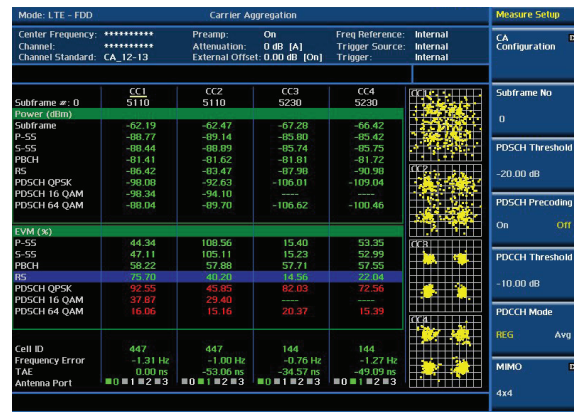 Mode: LTE - FDD Carrier Aggregation Measure Setup
Center Frequency: ********** Preamp: On Freq Reference: Internal
Channel: ********** Attenuation: 0 dB [A] Trigger Source: Internal
Channel Standard: CA_12-13 External Offset: 0.00 dB [On] Trigger: Internal
CA Configuration
CC1 CC2 CC3 CC4
Subframe #: 0 5110 5110 5230 5230
Power (dBm)
Subframe -62.19 -62.47 -67.28 -66.42
P-SS -88.77 -89.14 -85.80 -85.42
S-SS -88.44 -88.89 -85.74 -85.75
PBCH -81.41 -81.62 -81.81 -81.72
RS -86.42 -83.47 -87.98 -90.98
PDSCH QPSK -98.08 -92.63 -106.01 -109.04
PDSCH 16 QAM -98.34 -94.10 ---- ----
PDSCH 64 QAM -88.04 -89.70 -106.62 -100.46
EVM (%)
P-SS 44.34 108.56 15.40 53.35
S-SS 47.11 105.11 15.23 52.99
PBCH 58.22 57.88 57.71 57.55
RS 75.70 40.20 14.56 22.04
PDSCH QPSK 92.55 45.85 82.03 72.56
PDSCH 16 QAM 37.87 29.40 ---- ----
PDSCH 64 QAM 16.06 15.16 20.37 15.39
Cell ID 447 447 144 144
Frequency Error -1.31 Hz -1.00 Hz -0.76 Hz -1.27 Hz
TAE 0.00 ns -53.06 ns -34.57 ns -49.09 ns
Antenna Port 0 1 2 3 0 1 2 3 0 1 2 3 0 1 2 3
CC1
CC2
CC3
CC4
Subframe No
0
PDSCH Threshold
-20.00 dB
PDSCH Precoding
On Off
PDCCH Threshold
-10.00 dB
PDCCH Mode
REG Avg
MIMO
4x4